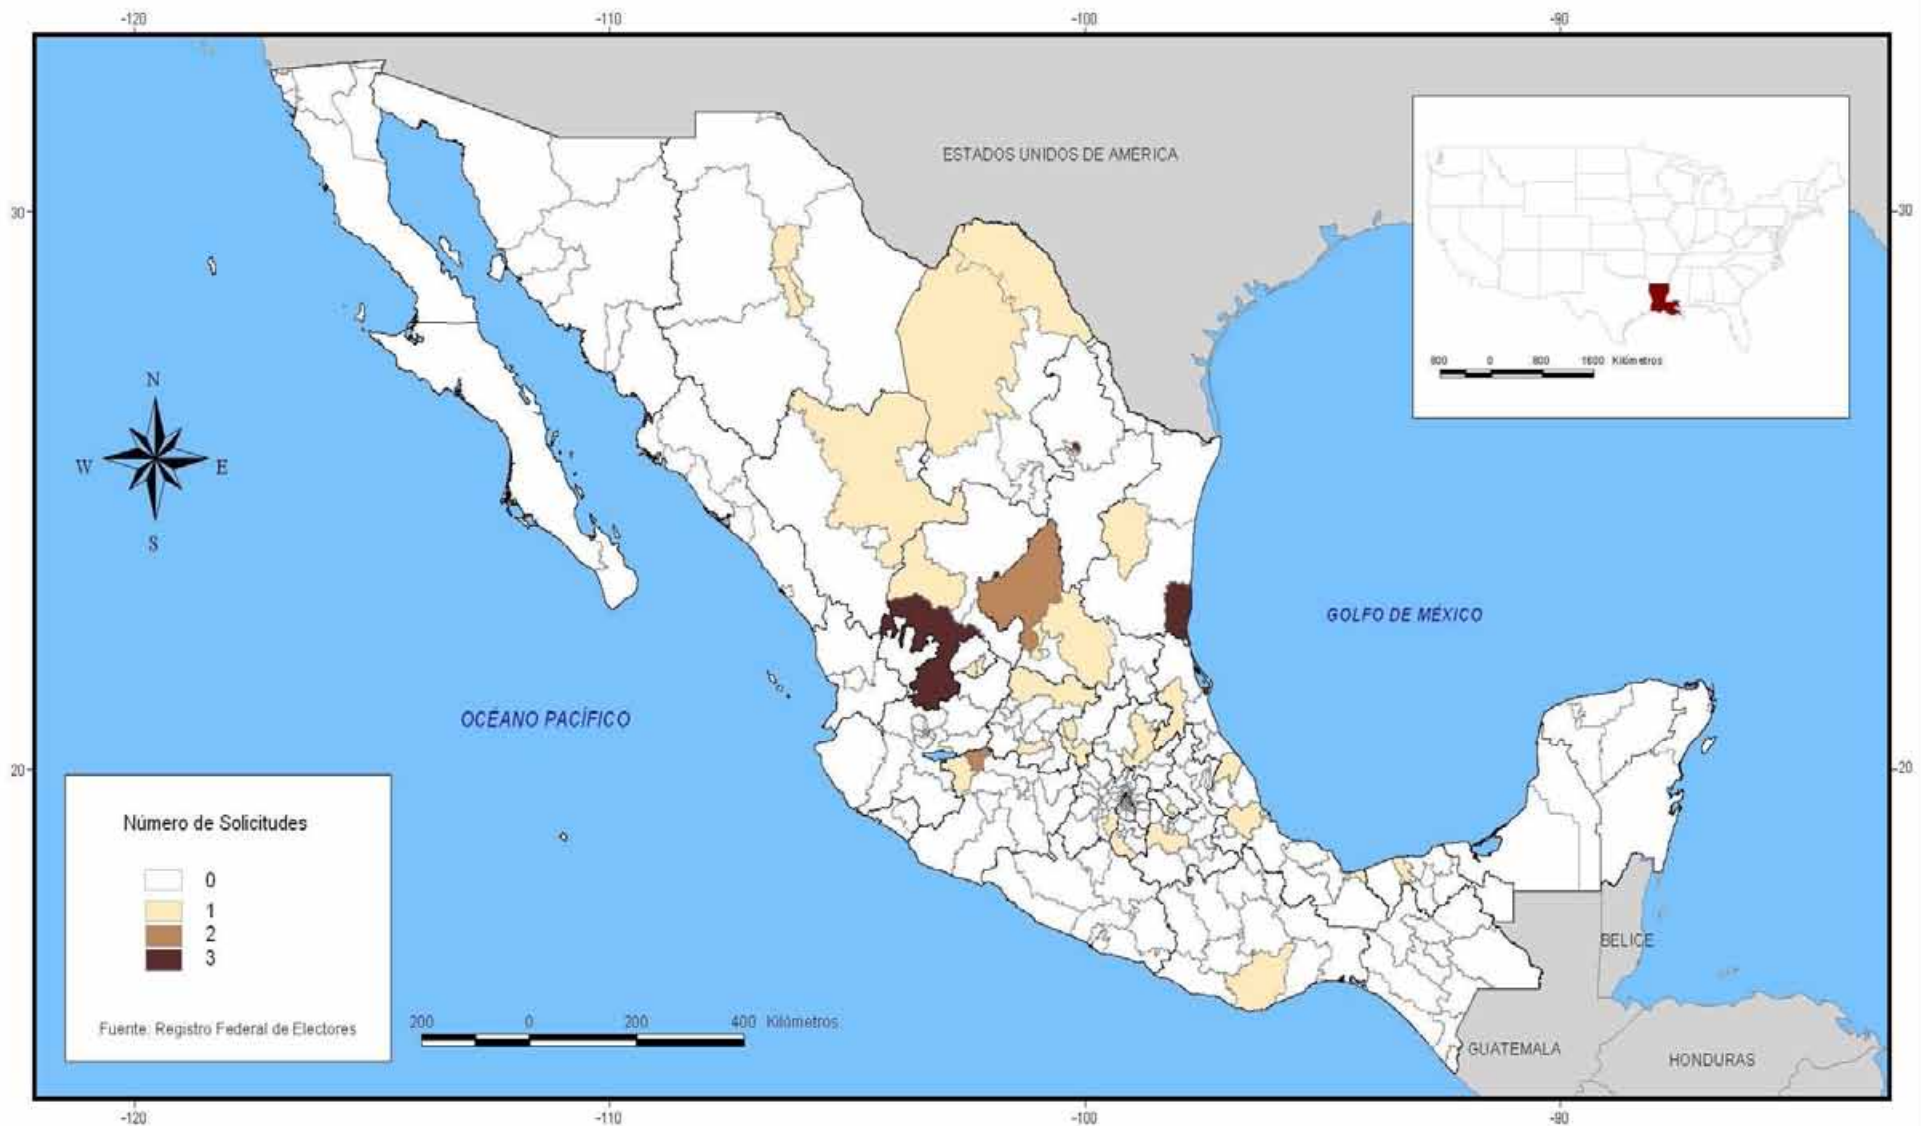 -120 -110 -100 -90
ESTADOS UNIDOS DE AMÉRICA
30 30
800 0 800 1600 Kilómetros
N
W E
S
GOLFO DE MÉXICO
OCÉANO PACÍFICO
20 20
Número de Solicitudes
0
1
2
3
Fuente: Registro Federal de Electores
200 0 200 400 Kilómetros
BELICE
GUATEMALA
HONDURAS
-120 -110 -100 -90